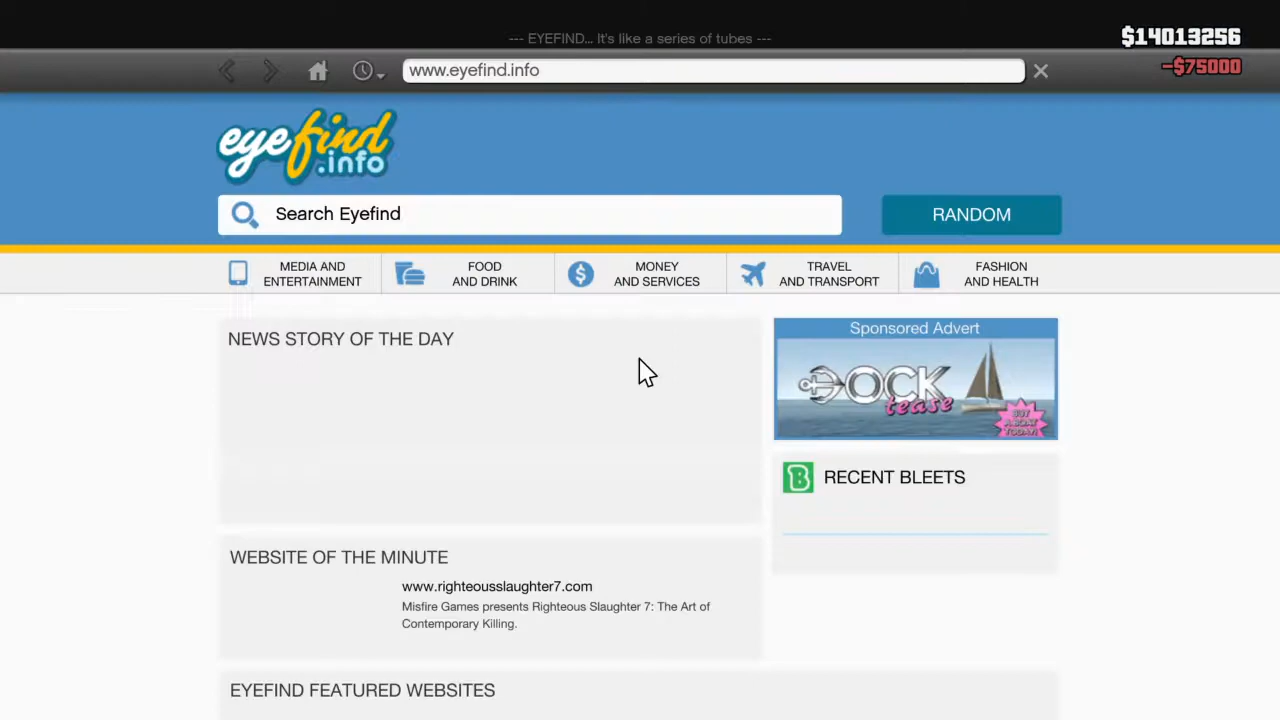 --- EYEFIND... It's like a series of tubes ---
$14013256
-$75000
www.eyefind.info
eyefind
.info
Search Eyefind
RANDOM
MEDIA AND
ENTERTAINMENT
FOOD
AND DRINK
MONEY
AND SERVICES
TRAVEL
AND TRANSPORT
FASHION
AND HEALTH
NEWS STORY OF THE DAY
Sponsored Advert
DOCK
tease
BUY
A BOAT
TODAY!
B
RECENT BLEETS
WEBSITE OF THE MINUTE
www.righteousslaughter7.com
Misfire Games presents Righteous Slaughter 7: The Art of
Contemporary Killing.
EYEFIND FEATURED WEBSITES